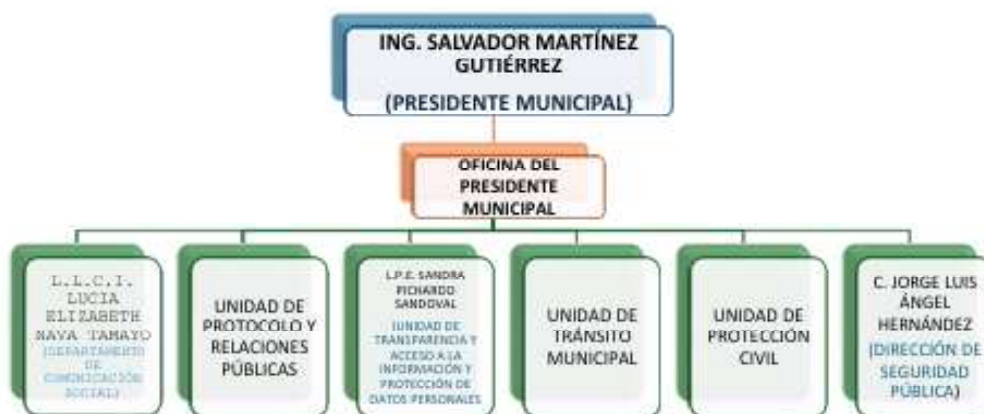 ING. SALVADOR MARTÍNEZ
GUTIÉRREZ
(PRESIDENTE MUNICIPAL)
OFICINA DEL
PRESIDENTE
MUNICIPAL
L.L.C.I.
LUCIA
ELIZABETH
NAVA TAMAYO
(DEPARTAMENTO
DE
COMUNICACIÓN
SOCIAL)
UNIDAD DE
PROTOCOLO Y
RELACIONES
PÚBLICAS
L.P.E. SANDRA
PICHARDO
SANDOVAL
(UNIDAD DE
TRANSPARENCIA Y
ACCESO A LA
INFORMACIÓN Y
PROTECCIÓN DE
DATOS PERSONALES
UNIDAD DE
TRÁNSITO
MUNICIPAL
UNIDAD DE
PROTECCIÓN
CIVIL
C. JORGE LUIS
ÁNGEL
HERNÁNDEZ
(DIRECCIÓN DE
SEGURIDAD
PÚBLICA)